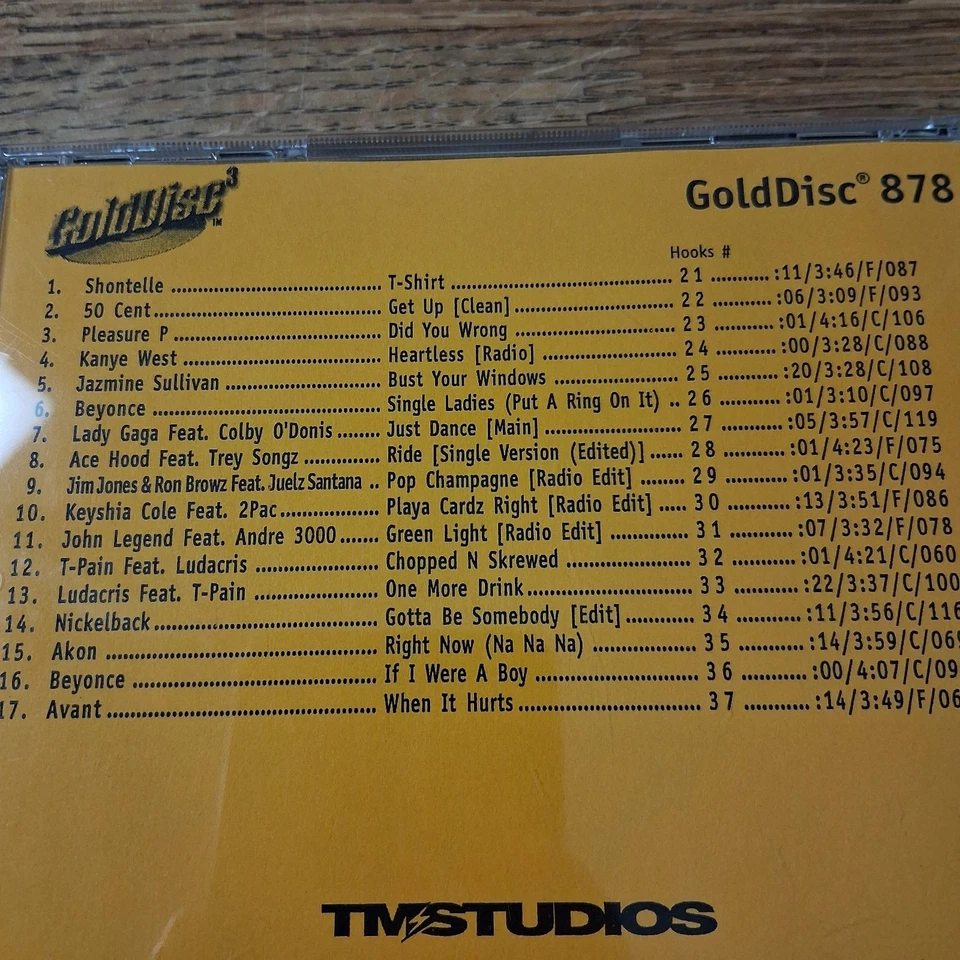 GoldDisc3™
GoldDisc® 878
Hooks #
1. Shontelle ........ T-Shirt ........ 21 ........ :11/3:46/F/087
2. 50 Cent ........ Get Up [Clean] ........ 22 ........ :06/3:09/F/093
3. Pleasure P ........ Did You Wrong ........ 23 ........ :01/4:16/C/106
4. Kanye West ........ Heartless [Radio] ........ 24 ........ :00/3:28/C/088
5. Jazmine Sullivan ........ Bust Your Windows ........ 25 ........ :20/3:28/C/108
6. Beyonce ........ Single Ladies (Put A Ring On It) .. 26 ........ :01/3:10/C/097
7. Lady Gaga Feat. Colby O'Donis ........ Just Dance [Main] ........ 27 ........ :05/3:57/C/119
8. Ace Hood Feat. Trey Songz ........ Ride [Single Version (Edited)] ...... 28 ........ :01/4:23/F/075
9. Jim Jones & Ron Browz Feat. Juelz Santana .. Pop Champagne [Radio Edit] ........ 29 ........ :01/3:35/C/094
10. Keyshia Cole Feat. 2Pac ........ Playa Cardz Right [Radio Edit] ..... 30 ........ :13/3:51/F/086
11. John Legend Feat. Andre 3000 ....... Green Light [Radio Edit] ........ 31 ........ :07/3:32/F/078
12. T-Pain Feat. Ludacris ........ Chopped N Skrewed ........ 32 ........ :01/4:21/C/060
13. Ludacris Feat. T-Pain ........ One More Drink ........ 33 ........ :22/3:37/C/100
14. Nickelback ........ Gotta Be Somebody [Edit] ........ 34 ........ :11/3:56/C/116
15. Akon ........ Right Now (Na Na Na) ........ 35 ........ :14/3:59/C/06
16. Beyonce ........ If I Were A Boy ........ 36 ........ :00/4:07/C/09
17. Avant ........ When It Hurts ........ 37 ........ :14/3:49/F/06
TMSTUDIOS